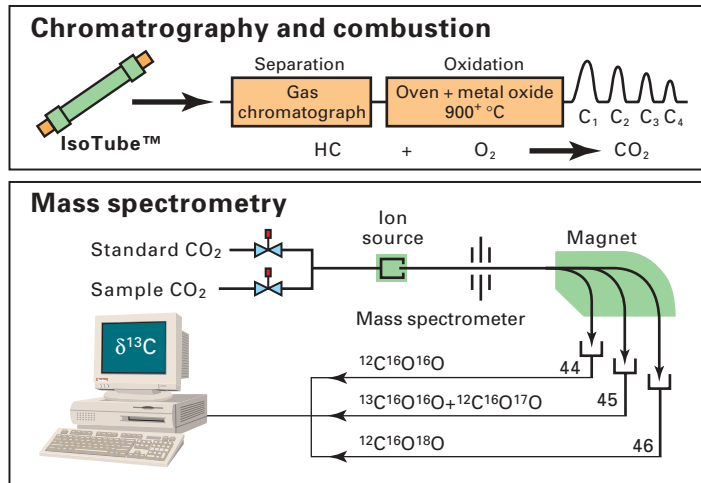 Chromatography and combustion
Separation
Oxidation
Gas
chromatograph
Oven + metal oxide
900⁺ °C
C₁ C₂ C₃ C₄
IsoTube™
HC + O₂ CO₂
Mass spectrometry
Ion
source
Magnet
Standard CO₂
Sample CO₂
Mass spectrometer
δ¹³C
¹²C¹⁶O¹⁶O
44
¹³C¹⁶O¹⁶O+¹²C¹⁶O¹⁷O
45
¹²C¹⁶O¹⁸O
46